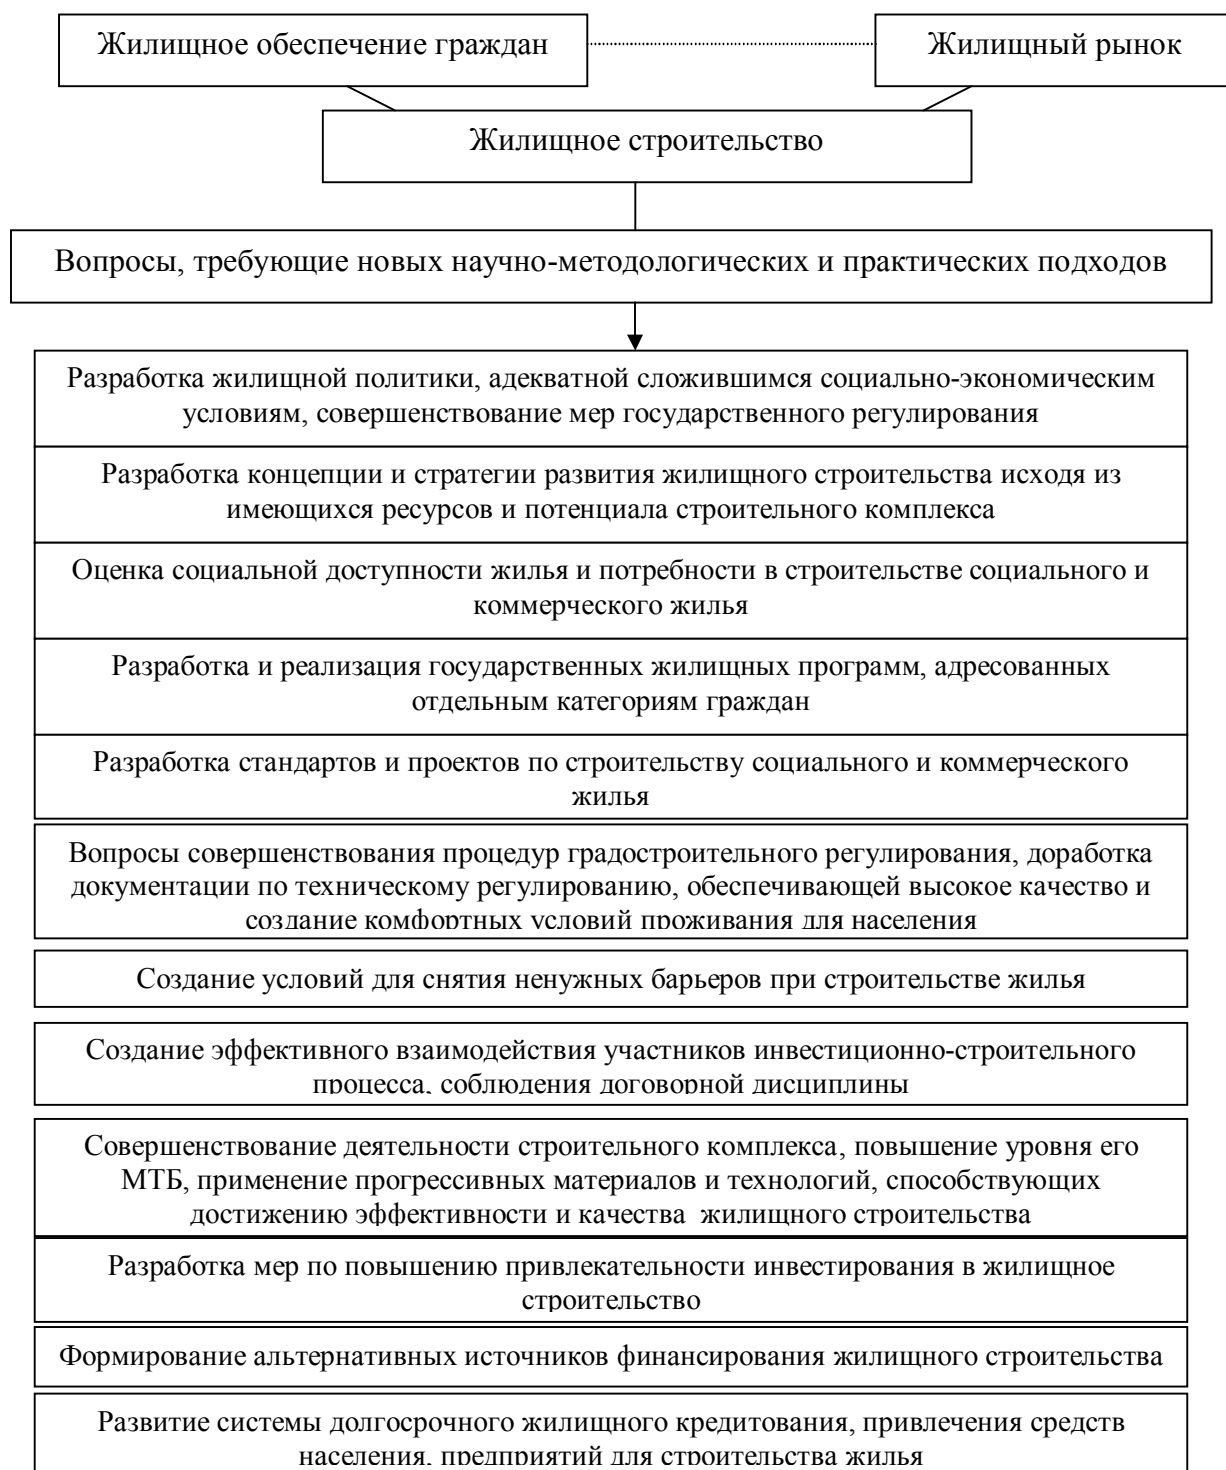 Жилищное обеспечение граждан
Жилищный рынок
Жилищное строительство
Вопросы, требующие новых научно-методологических и практических подходов
Разработка жилищной политики, адекватной сложившимся социально-экономическим
условиям, совершенствование мер государственного регулирования
Разработка концепции и стратегии развития жилищного строительства исходя из
имеющихся ресурсов и потенциала строительного комплекса
Оценка социальной доступности жилья и потребности в строительстве социального и
коммерческого жилья
Разработка и реализация государственных жилищных программ, адресованных
отдельным категориям граждан
Разработка стандартов и проектов по строительству социального и коммерческого
жилья
Вопросы совершенствования процедур градостроительного регулирования, доработка
документации по техническому регулированию, обеспечивающей высокое качество и
создание комфортных условий проживания для населения
Создание условий для снятия ненужных барьеров при строительстве жилья
Создание эффективного взаимодействия участников инвестиционно-строительного
процесса, соблюдения договорной дисциплины
Совершенствование деятельности строительного комплекса, повышение уровня его
МТБ, применение прогрессивных материалов и технологий, способствующих
достижению эффективности и качества жилищного строительства
Разработка мер по повышению привлекательности инвестирования в жилищное
строительство
Формирование альтернативных источников финансирования жилищного строительства
Развитие системы долгосрочного жилищного кредитования, привлечения средств
населения, предприятий для строительства жилья